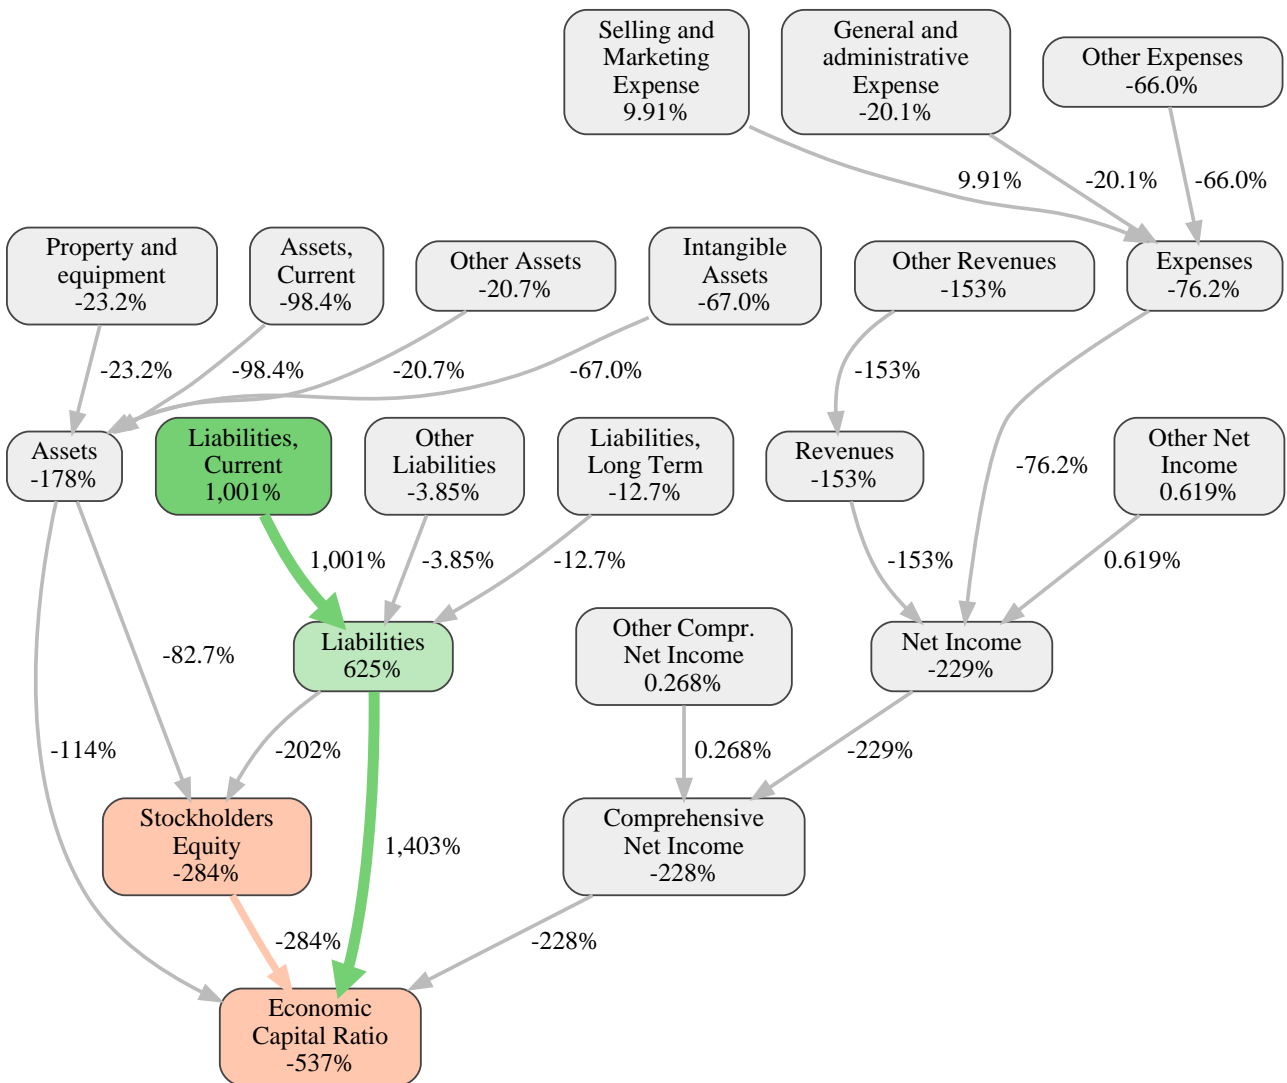 Selling and
Marketing
Expense
9.91%
General and
administrative
Expense
-20.1%
Other Expenses
-66.0%
9.91%
-20.1%
-66.0%
Property and
equipment
-23.2%
Assets,
Current
-98.4%
Other Assets
-20.7%
Intangible
Assets
-67.0%
Other Revenues
-153%
Expenses
-76.2%
-23.2%
-98.4%
-20.7%
-67.0%
-153%
Assets
-178%
Liabilities,
Current
1,001%
Other
Liabilities
-3.85%
Liabilities,
Long Term
-12.7%
Revenues
-153%
-76.2%
Other Net
Income
0.619%
1,001%
-3.85%
-12.7%
-153%
0.619%
-82.7%
Liabilities
625%
Other Compr.
Net Income
0.268%
Net Income
-229%
-114%
-202%
0.268%
-229%
Stockholders
Equity
-284%
1,403%
Comprehensive
Net Income
-228%
-284%
-228%
Economic
Capital Ratio
-537%